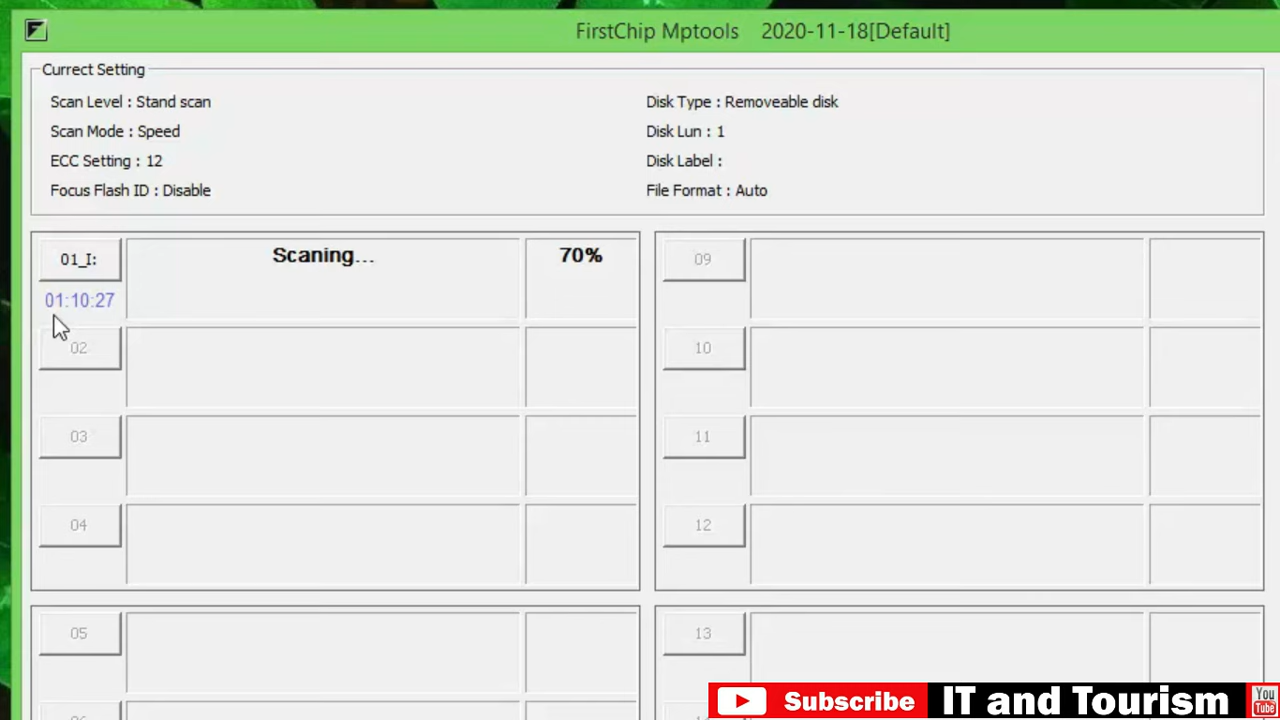 FirstChip Mptools 2020-11-18[Default]
Currect Setting
Scan Level : Stand scan
Disk Type : Removeable disk
Scan Mode : Speed
Disk Lun : 1
ECC Setting : 12
Disk Label :
Focus Flash ID : Disable
File Format : Auto
01_I:
Scaning...
70%
01:10:27
02
03
04
05
09
10
11
12
13
Subscribe
IT and Tourism
You
Tube